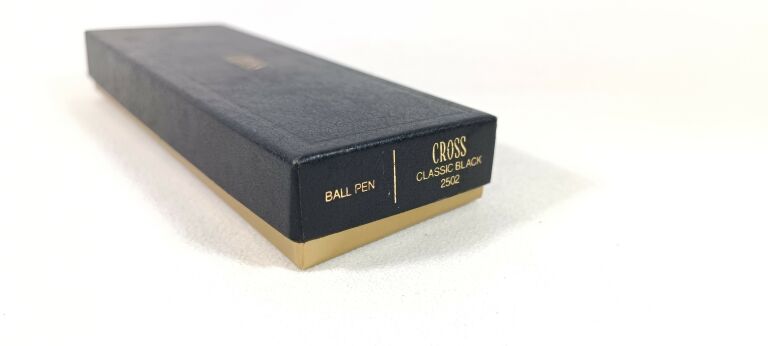 BALL PEN
CROSS
CLASSIC BLACK
2502